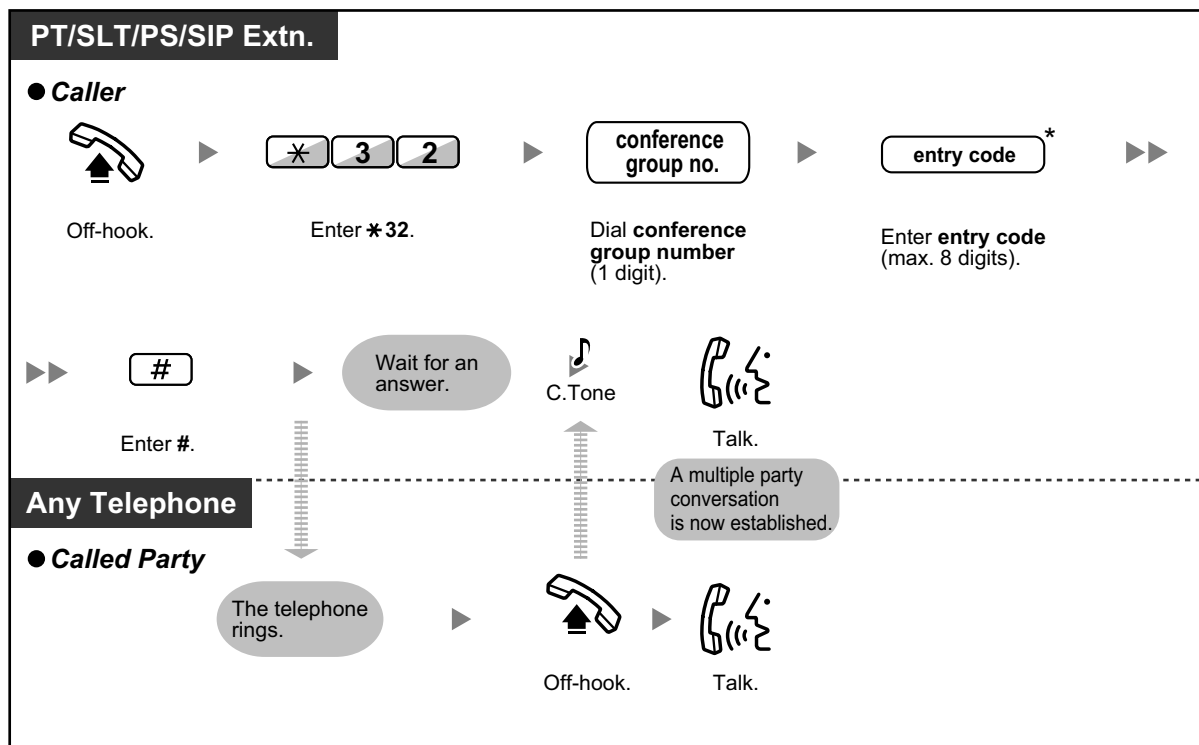 PT/SLT/PS/SIP Extn.
● Caller
* 3 2
conference
group no.
entry code *
Off-hook.
Enter *32.
Dial conference
group number
(1 digit).
Enter entry code
(max. 8 digits).
#
Wait for an
answer.
C.Tone
Enter #.
Talk.
A multiple party
conversation
is now established.
Any Telephone
● Called Party
The telephone
rings.
Off-hook.
Talk.